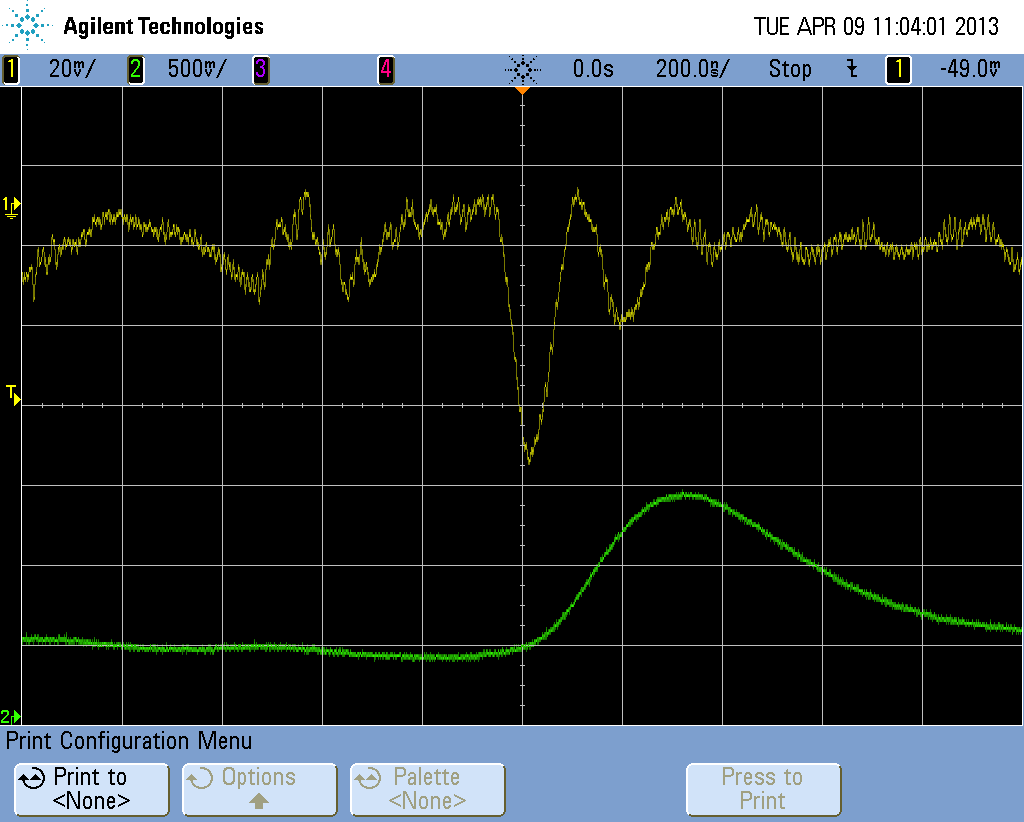 Agilent Technologies
TUE APR 09 11:04:01 2013
1 20mV/ 2 500mV/ 3 4 0.0s 200.0ns/ Stop 1 -49.0mV
1
T
2
Print Configuration Menu
Print to
<None>
Options
Palette
<None>
Press to
Print